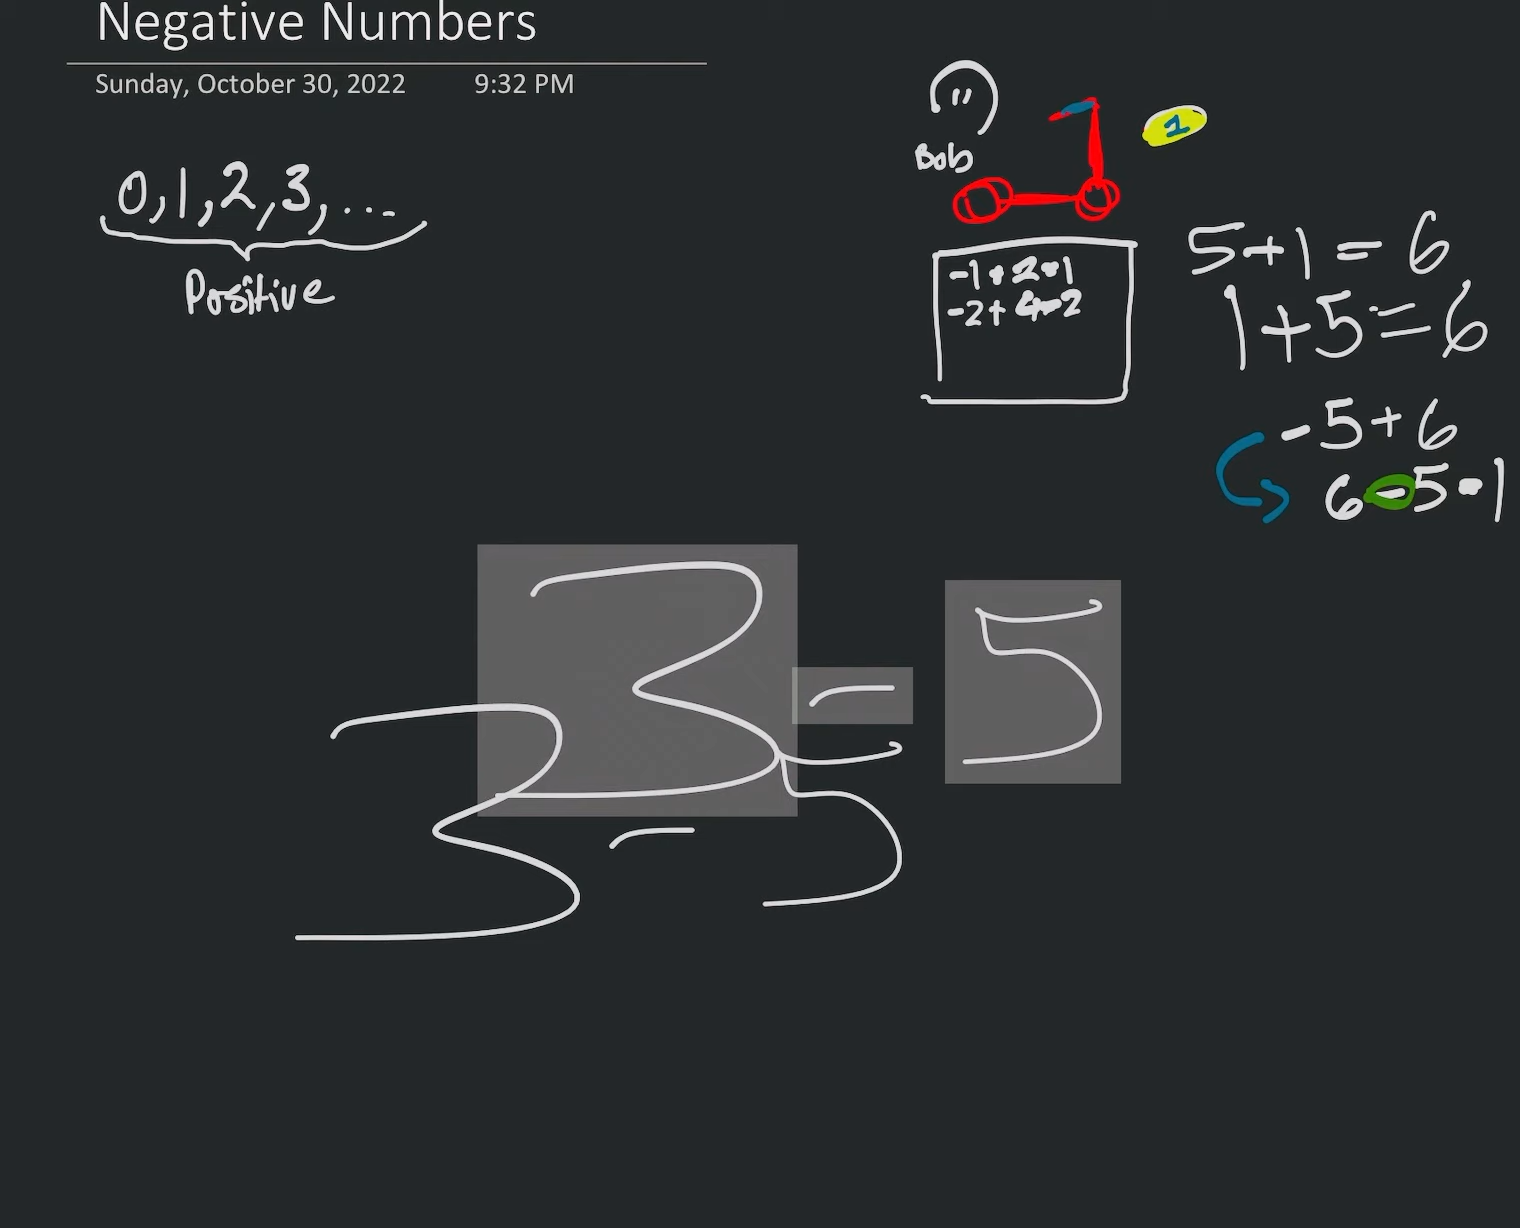 Negative Numbers
Sunday, October 30, 2022 9:32 PM
0, 1, 2, 3, ...
Positive
Bob
1
-1 + 2 = 1
-2 + 4 = 2
5 + 1 = 6
1 + 5 = 6
-5 + 6
6 - 5 = 1
3 - 5
3 - 5